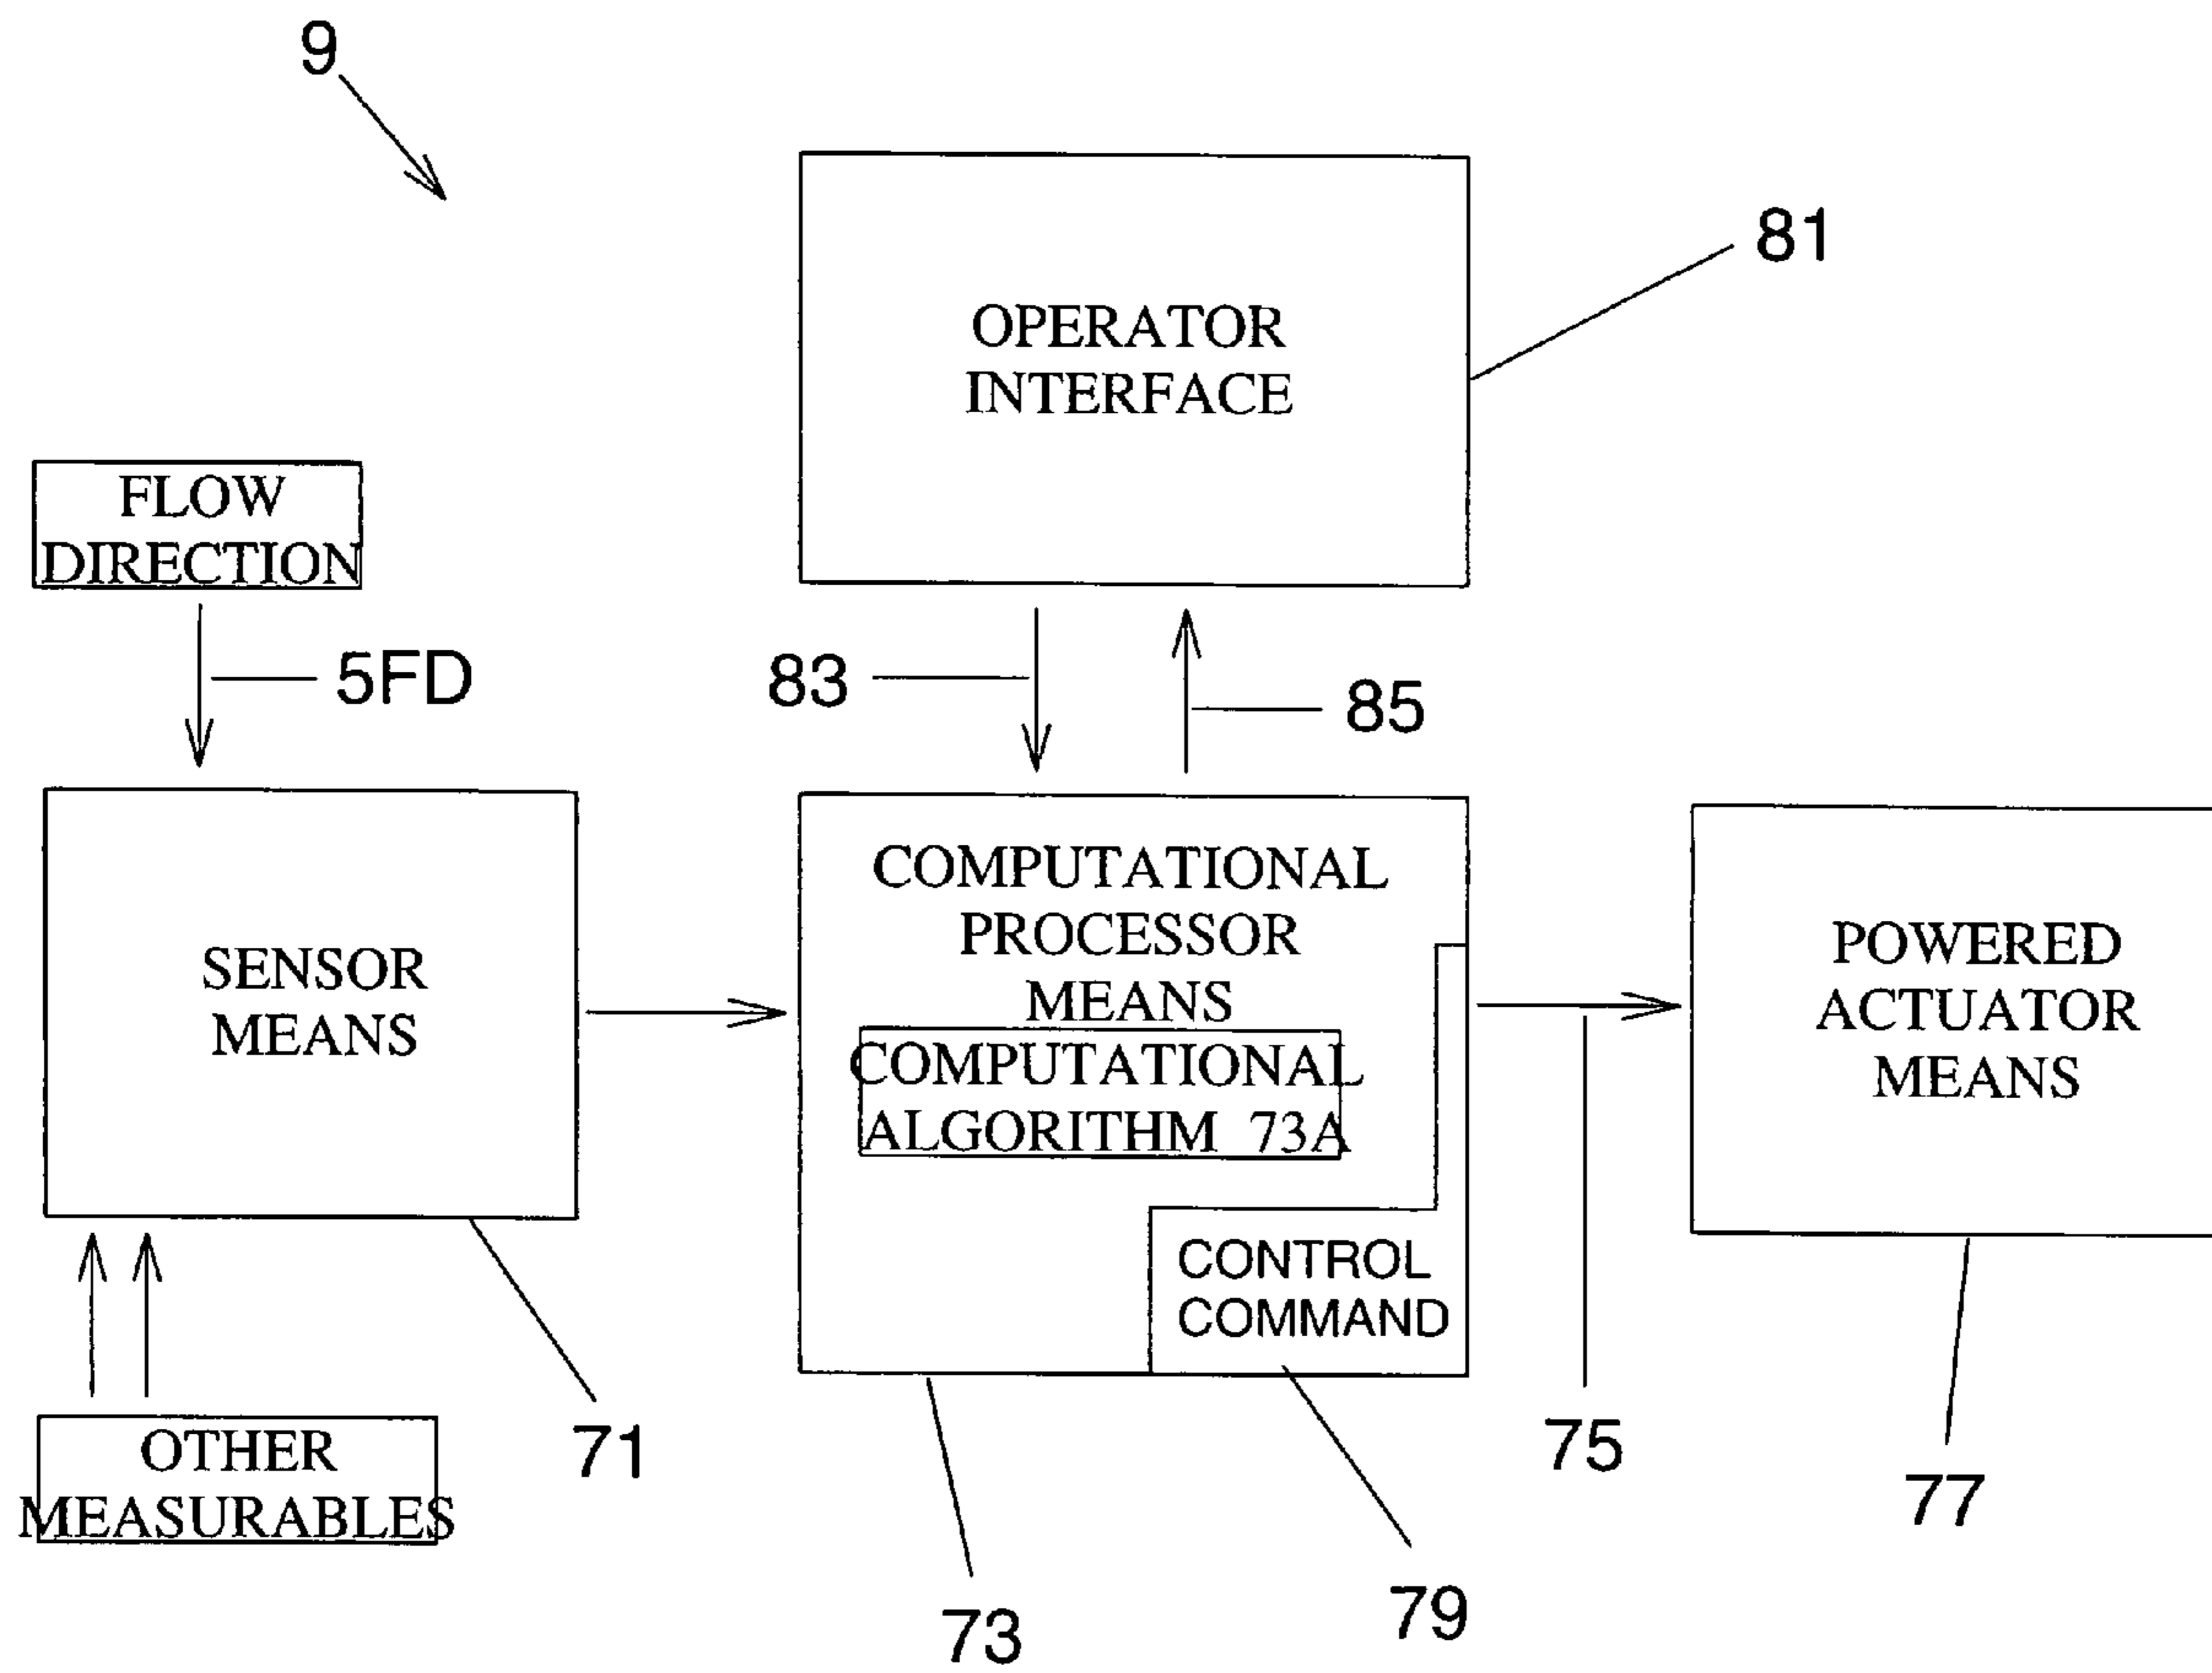 9
OPERATOR
INTERFACE
81
FLOW
DIRECTION
5FD
83
85
SENSOR
MEANS
COMPUTATIONAL
PROCESSOR
MEANS
COMPUTATIONAL
ALGORITHM 73A
CONTROL
COMMAND
POWERED
ACTUATOR
MEANS
OTHER
MEASURABLES
71
73
79
75
77